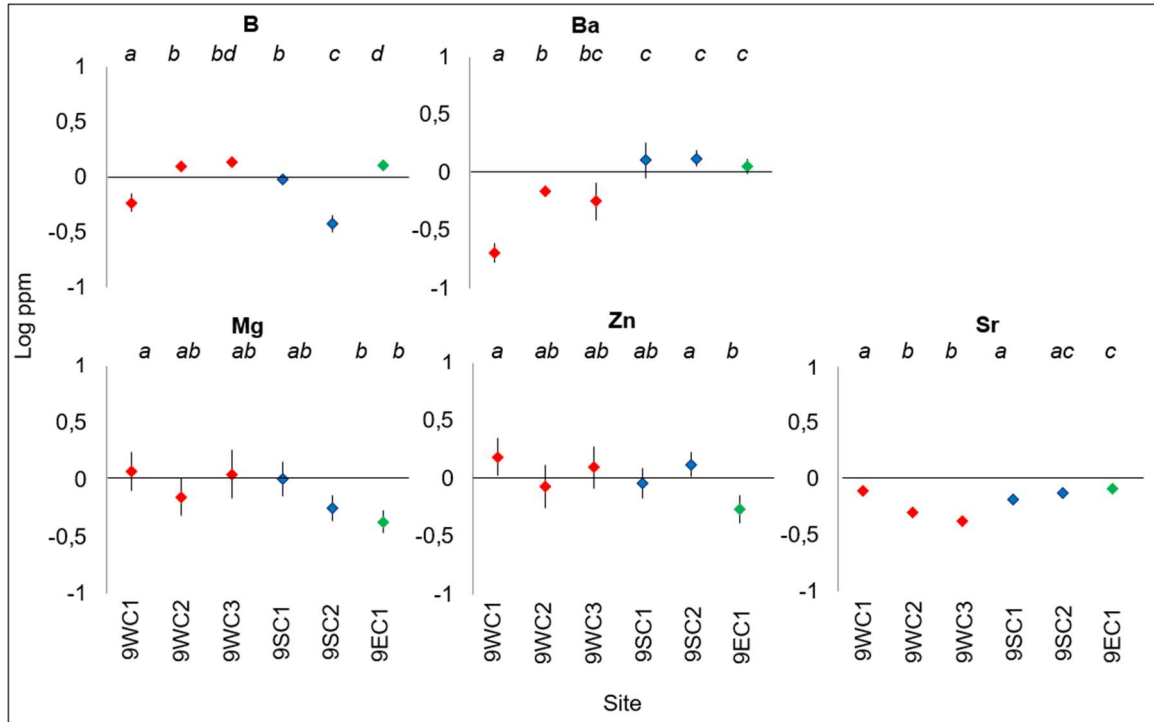 B
a b bd b c d
1
0,5
0
-0,5
-1
Ba
a b bc c c c
1
0,5
0
-0,5
-1
Log ppm
Mg
a ab ab ab b b
1
0,5
0
-0,5
-1
9WC1
9WC2
9WC3
9SC1
9SC2
9EC1
Zn
a ab ab ab a b
1
0,5
0
-0,5
-1
9WC1
9WC2
9WC3
9SC1
9SC2
9EC1
Sr
a b b a ac c
1
0,5
0
-0,5
-1
9WC1
9WC2
9WC3
9SC1
9SC2
9EC1
Site